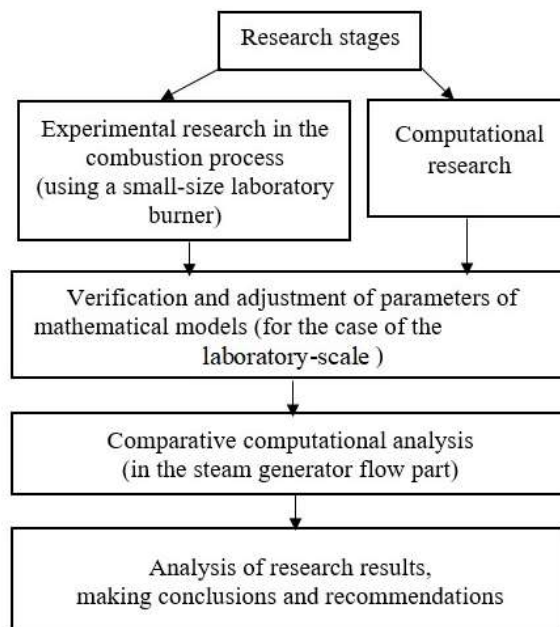 Research stages
Experimental research in the
combustion process
(using a small-size laboratory
burner)
Computational
research
Verification and adjustment of parameters of
mathematical models (for the case of the
laboratory-scale )
Comparative computational analysis
(in the steam generator flow part)
Analysis of research results,
making conclusions and recommendations